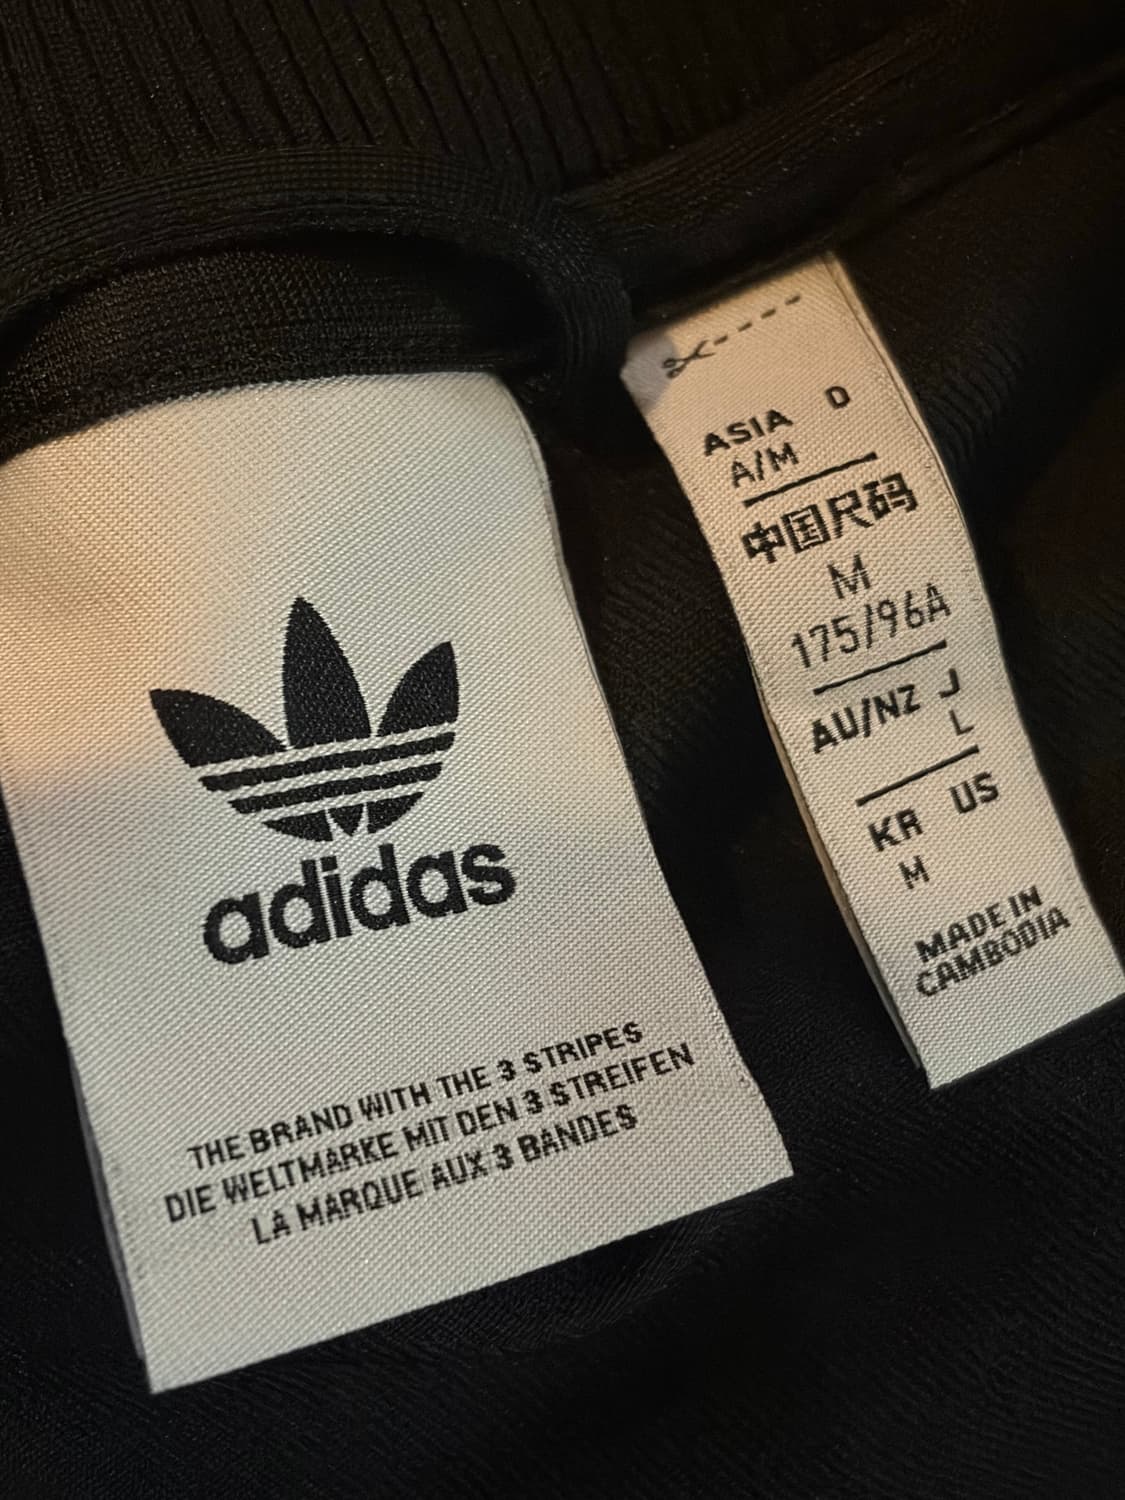 adidas
THE BRAND WITH THE 3 STRIPES
DIE WELTMARKE MIT DEN 3 STREIFEN
LA MARQUE AUX 3 BANDES
ASIA D
A/M
中国尺码
M
175/96A
AU/NZ J
L
KR US
M
MADE IN
CAMBODIA